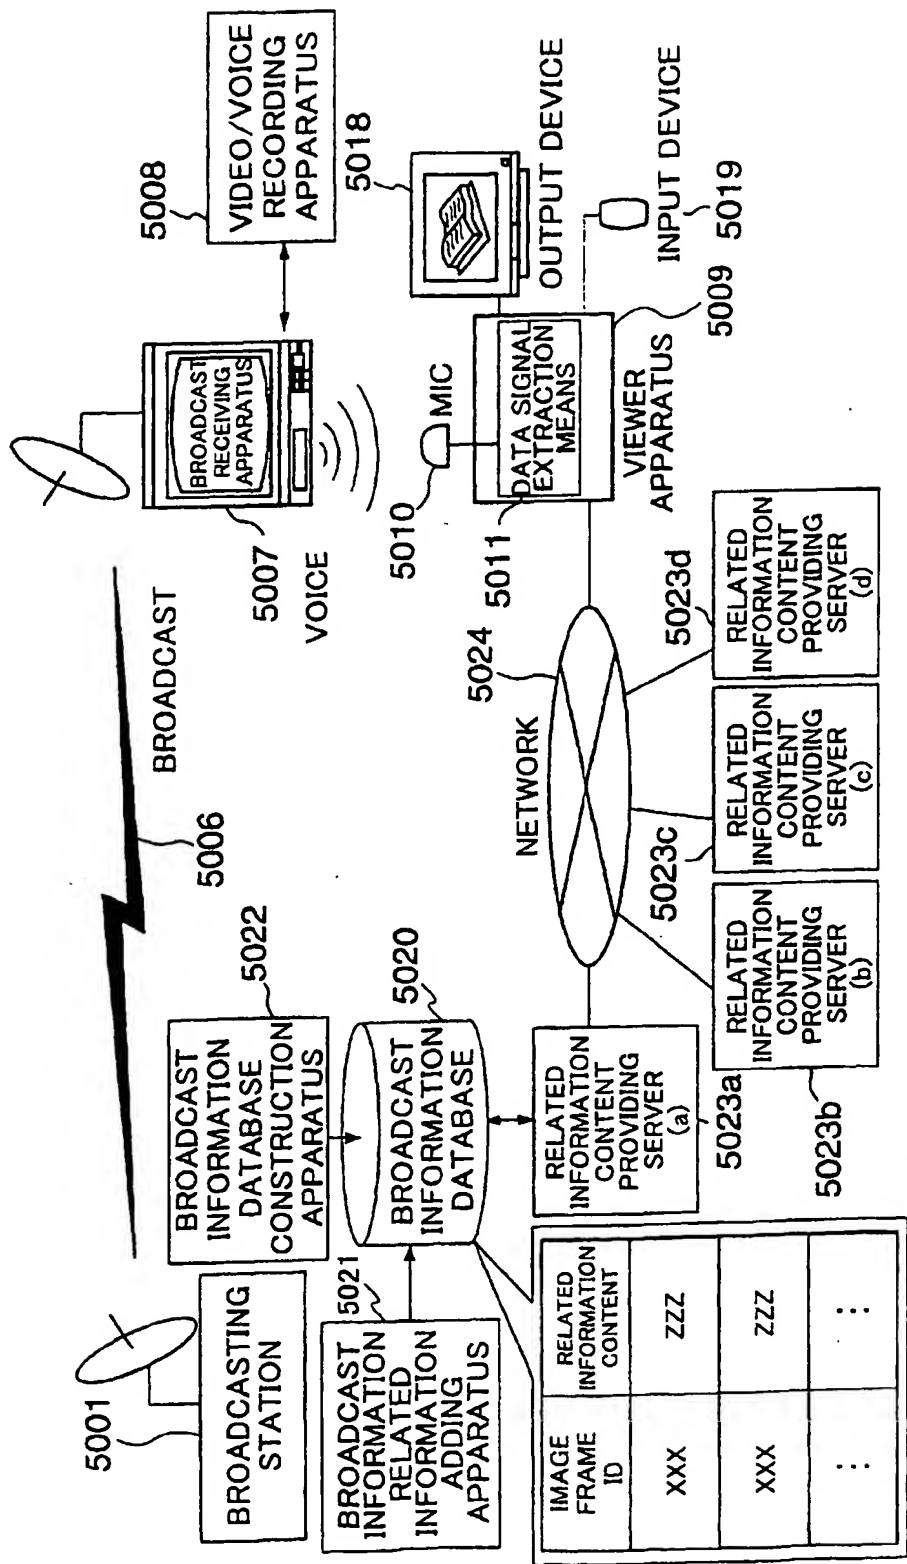 5001
BROADCASTING
STATION
BROADCAST
5006
BROADCAST
RECEIVING
APPARATUS
5007
VOICE
5008
VIDEO/VOICE
RECORDING
APPARATUS
BROADCAST
INFORMATION
DATABASE
CONSTRUCTION
APPARATUS
5022
BROADCAST
INFORMATION
RELATED
INFORMATION
ADDING
APPARATUS
5021
BROADCAST
INFORMATION
DATABASE
5020
5010
MIC
5018
OUTPUT DEVICE
DATA SIGNAL
EXTRACTION
MEANS
5011
VIEWER
APPARATUS
5009
INPUT DEVICE
5019
NETWORK
5024
RELATED
INFORMATION
CONTENT
PROVIDING
SERVER
(a)
5023a
RELATED
INFORMATION
CONTENT
PROVIDING
SERVER
(b)
5023b
RELATED
INFORMATION
CONTENT
PROVIDING
SERVER
(c)
5023c
RELATED
INFORMATION
CONTENT
PROVIDING
SERVER
(d)
5023d
IMAGE
FRAME
ID
RELATED
INFORMATION
CONTENT
XXX
ZZZ
XXX
ZZZ
⋮
⋮